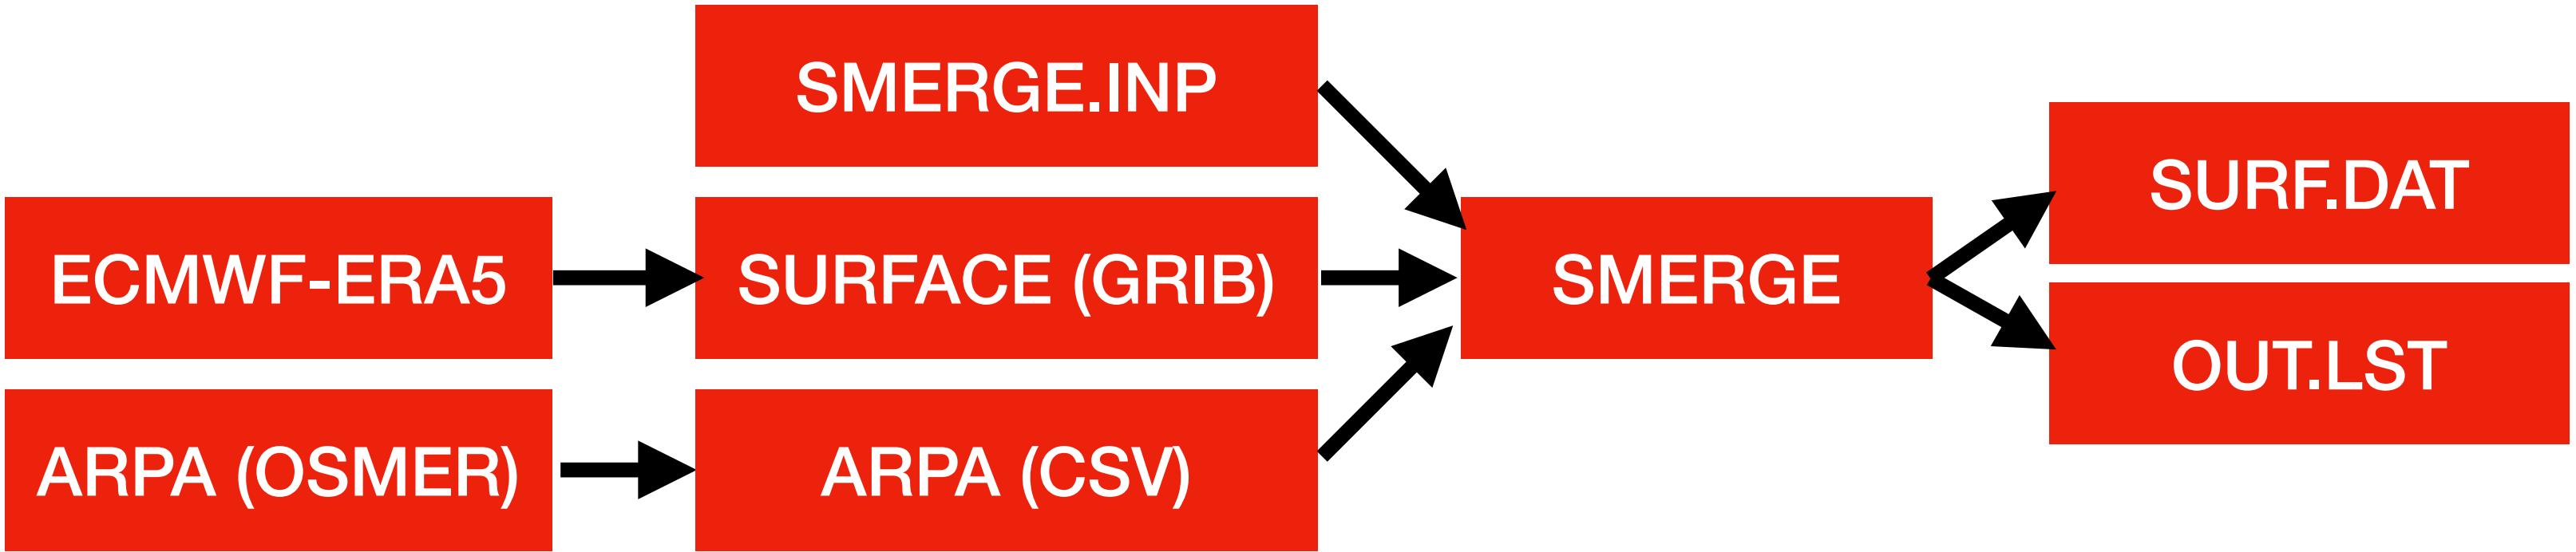 SMERGE.INP
ECMWF-ERA5
SURFACE (GRIB)
SMERGE
SURF.DAT
OUT.LST
ARPA (OSMER)
ARPA (CSV)